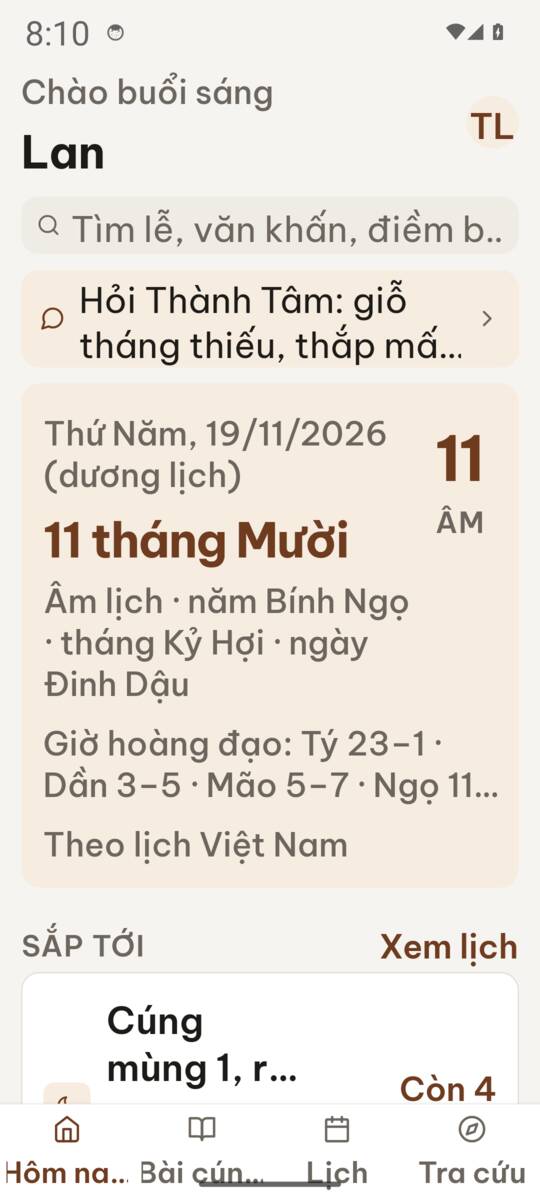 8:10
Chào buổi sáng
Lan
TL
Tìm lễ, văn khấn, điềm b..
Hỏi Thành Tâm: giỗ
tháng thiếu, thắp mấ...
Thứ Năm, 19/11/2026
(dương lịch)
11
ÂM
11 tháng Mười
Âm lịch · năm Bính Ngọ
· tháng Kỷ Hợi · ngày
Đinh Dậu
Giờ hoàng đạo: Tý 23–1 ·
Dần 3–5 · Mão 5–7 · Ngọ 11...
Theo lịch Việt Nam
SẮP TỚI
Xem lịch
Cúng
mùng 1, r...
Còn 4
Hôm na...
Bài cún...
Lịch
Tra cứu